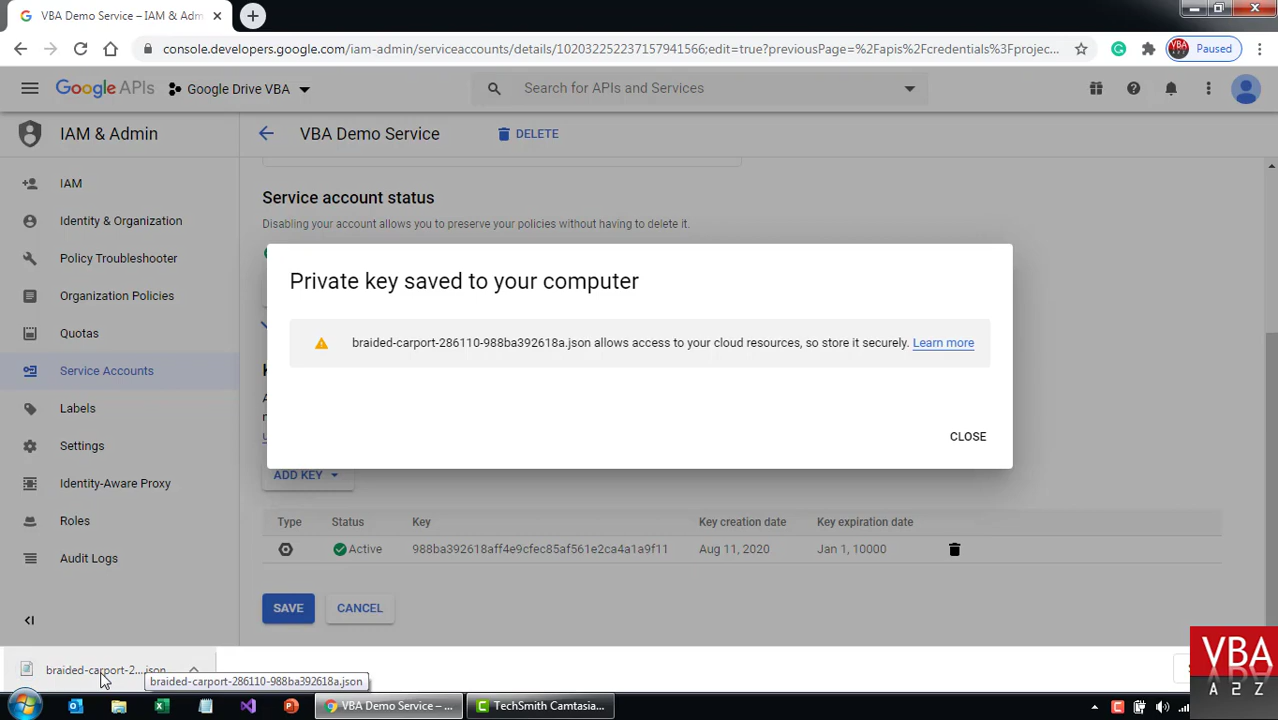 VBA Demo Service – IAM & Adm
console.developers.google.com/iam-admin/serviceaccounts/details/102032252237157941566;edit=true?previousPage=%2Fapis%2Fcredentials%3Fprojec...
VBA
Paused
Google APIs
Google Drive VBA
Search for APIs and Services
IAM & Admin
VBA Demo Service
DELETE
IAM
Identity & Organization
Policy Troubleshooter
Organization Policies
Quotas
Service Accounts
Labels
Settings
Identity-Aware Proxy
Roles
Audit Logs
Service account status
Disabling your account allows you to preserve your policies without having to delete it.
Private key saved to your computer
braided-carport-286110-988ba392618a.json allows access to your cloud resources, so store it securely. Learn more
CLOSE
ADD KEY
Type Status Key Key creation date Key expiration date
Active 988ba392618aff4e9cfec85af561e2ca4a1a9f11 Aug 11, 2020 Jan 1, 10000
SAVE CANCEL
braided-carport-2....json
braided-carport-286110-988ba392618a.json
VBA Demo Service – ...
TechSmith Camtasia...
VBA
A 2 Z